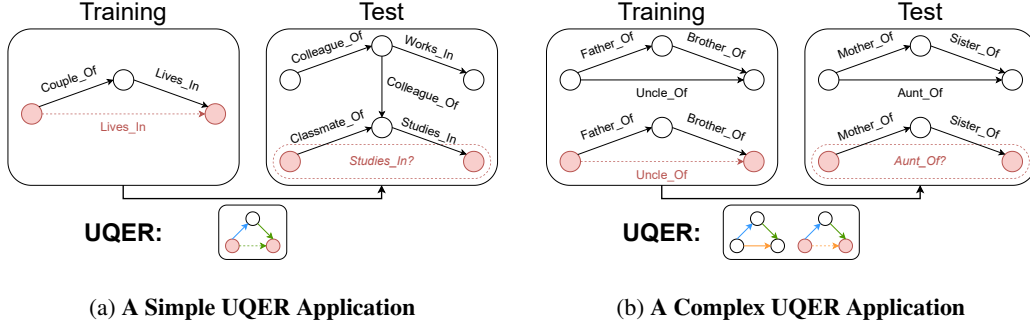 Training
Test
Couple_Of
Lives_In
Lives_In
Colleague_Of
Works_In
Colleague_Of
Classmate_Of
Studies_In
Studies_In?
UQER:
(a) A Simple UQER Application
Training
Test
Father_Of
Brother_Of
Uncle_Of
Father_Of
Brother_Of
Uncle_Of
Mother_Of
Sister_Of
Aunt_Of
Mother_Of
Sister_Of
Aunt_Of?
UQER:
(b) A Complex UQER Application